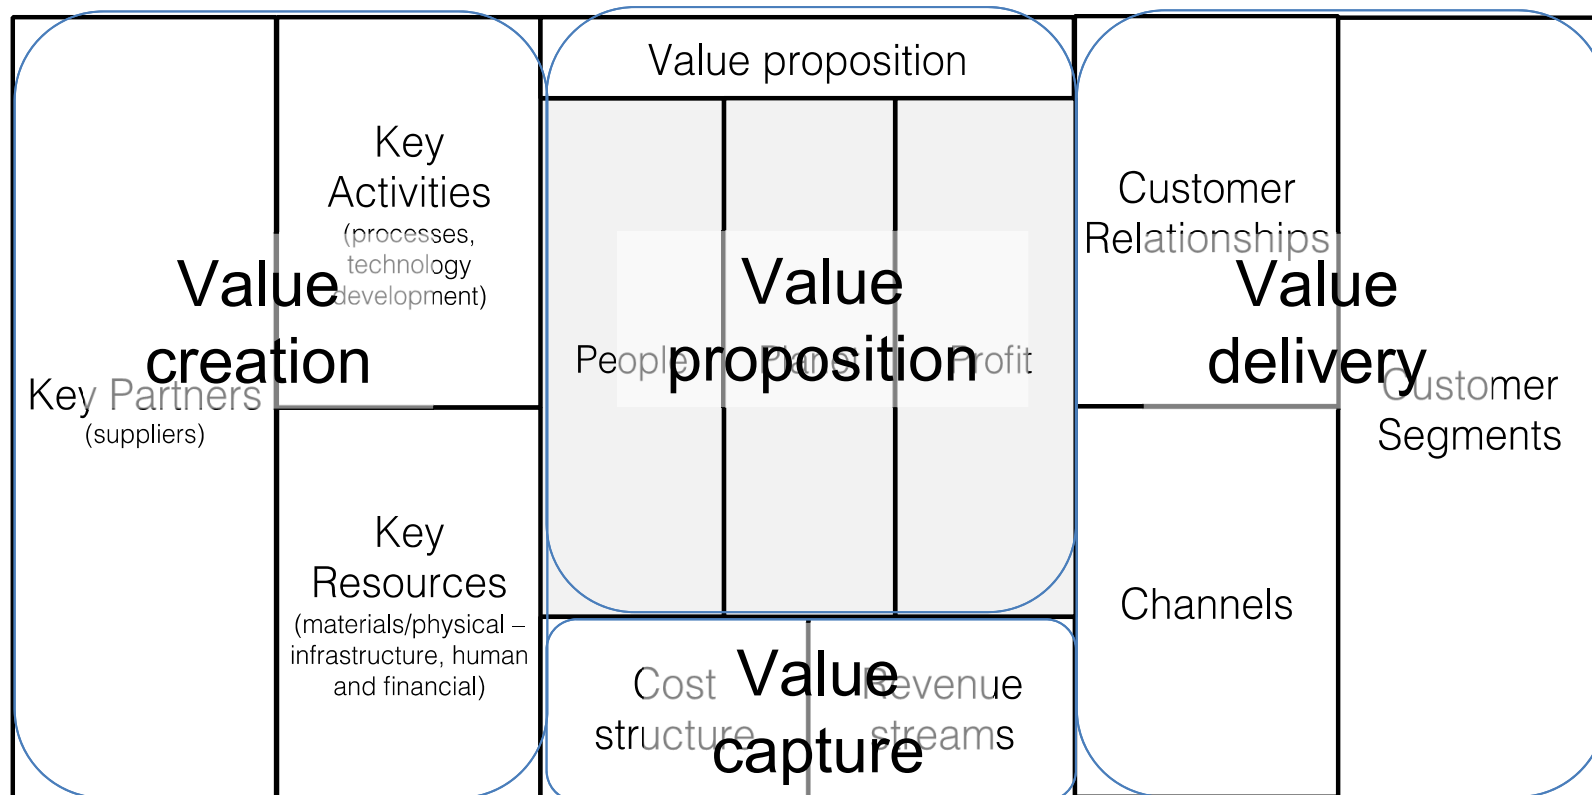 Value proposition
Key
Activities
(processes,
technology
development)
Key Partners
(suppliers)
Key
Resources
(materials/physical –
infrastructure, human
and financial)
Value
creation
People
Planet
Profit
Value
proposition
Cost
structure
Revenue
streams
Value
capture
Customer
Relationships
Channels
Customer
Segments
Value
delivery